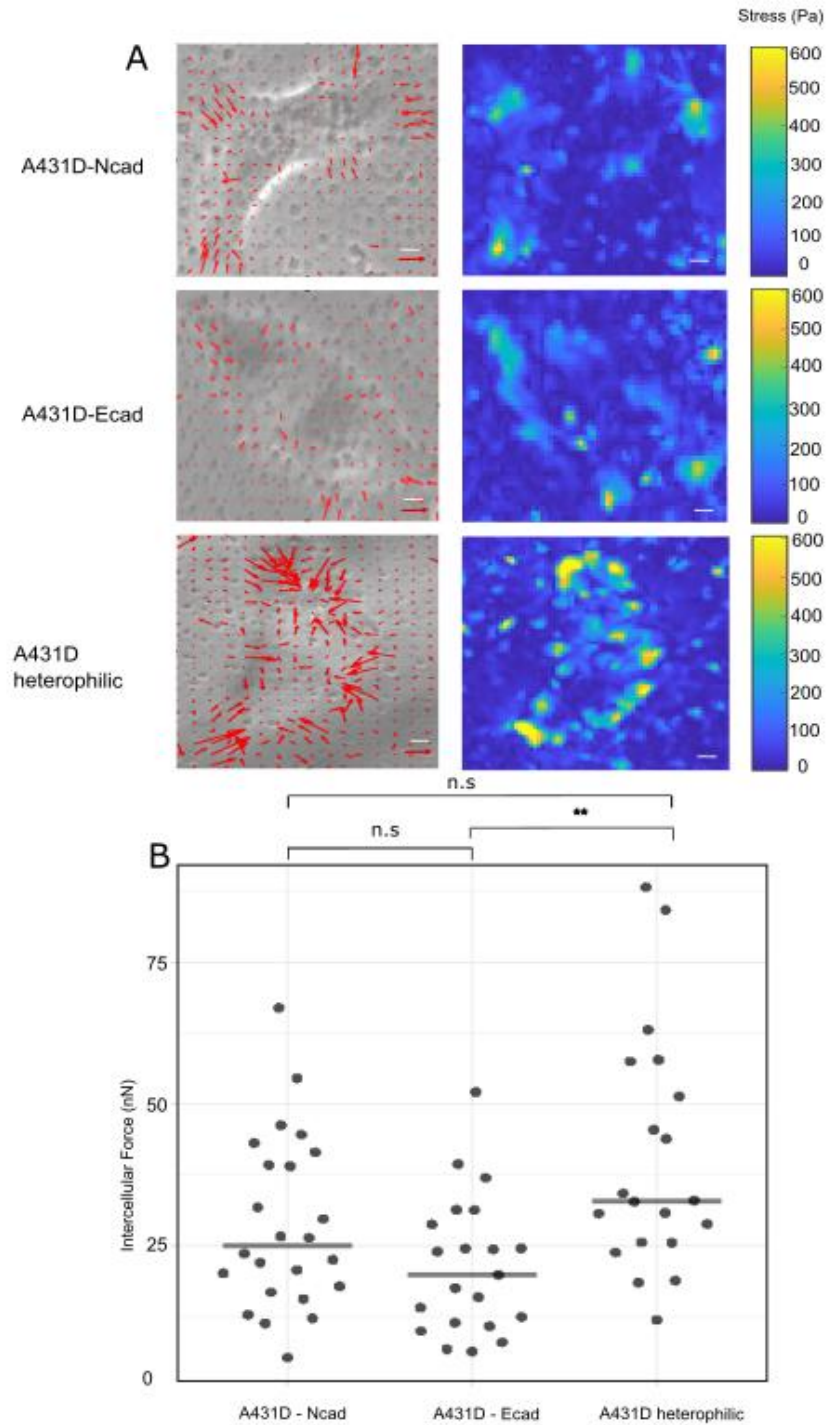 Stress (Pa)
A
A431D-Ncad
600
500
400
300
200
100
0
A431D-Ecad
600
500
400
300
200
100
0
A431D
heterophilic
600
500
400
300
200
100
0
n.s
n.s
**
B
Intercellular Force (nN)
75
50
25
0
A431D - Ncad
A431D - Ecad
A431D heterophilic